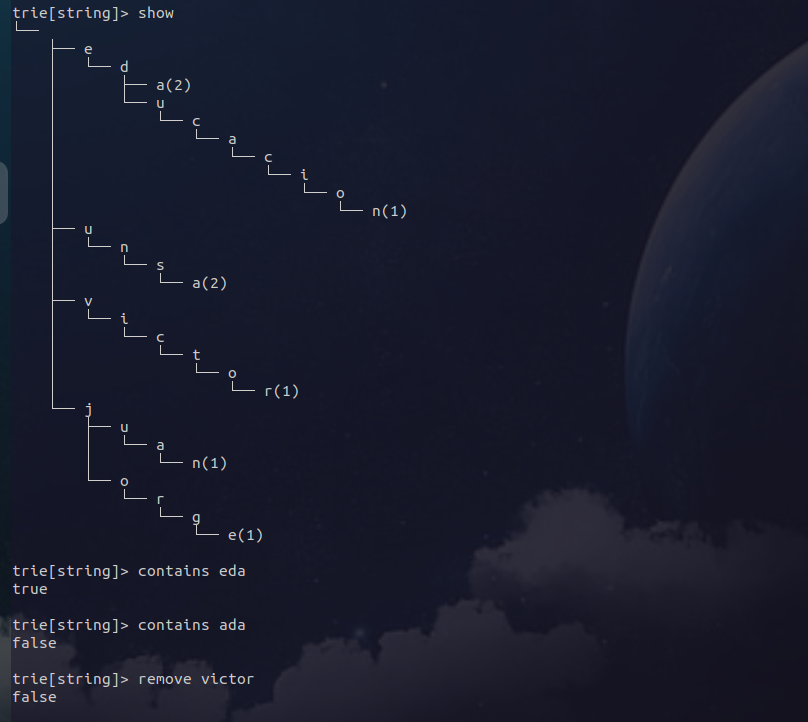 trie[string]> show
e
d
a(2)
u
c
a
c
i
o
n(1)
u
n
s
a(2)
v
i
c
t
o
r(1)
j
u
a
n(1)
o
r
g
e(1)
trie[string]> contains eda
true
trie[string]> contains ada
false
trie[string]> remove victor
false